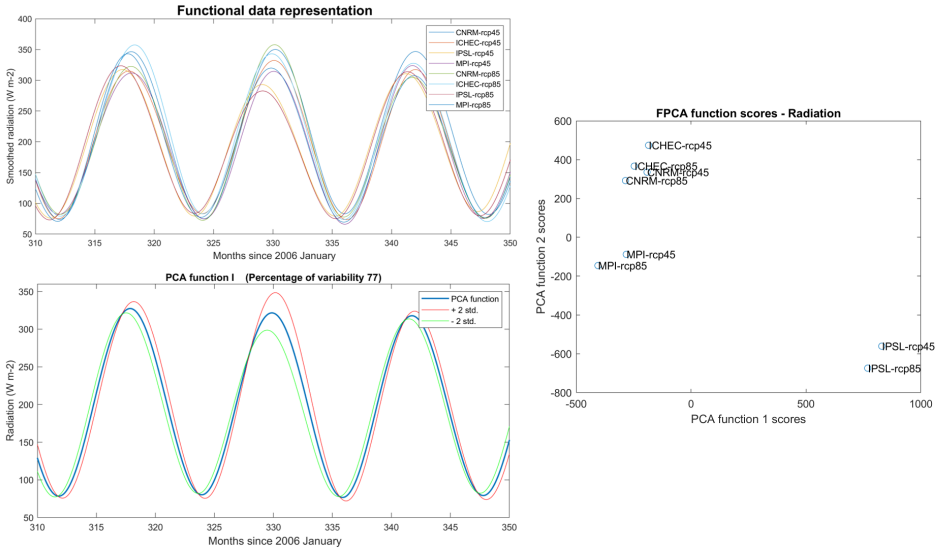 Functional data representation
400
350
300
250
200
150
100
50
310
315
320
325
330
335
340
345
350
Smoothed radiation (W m-2)
Months since 2006 January
CNRM-rcp45
ICHEC-rcp45
IPSL-rcp45
MPI-rcp45
CNRM-rcp85
ICHEC-rcp85
IPSL-rcp85
MPI-rcp85
PCA function I (Percentage of variability 77)
350
300
250
200
150
100
50
310
315
320
325
330
335
340
345
350
Radiation (W m-2)
Months since 2006 January
PCA function
+ 2 std.
- 2 std.
FPCA function scores - Radiation
600
400
200
0
-200
-400
-600
-800
-500
0
500
1000
PCA function 2 scores
PCA function 1 scores
ICHEC-rcp45
ICHEC-rcp85
CNRM-rcp45
CNRM-rcp85
MPI-rcp45
MPI-rcp85
IPSL-rcp45
IPSL-rcp85